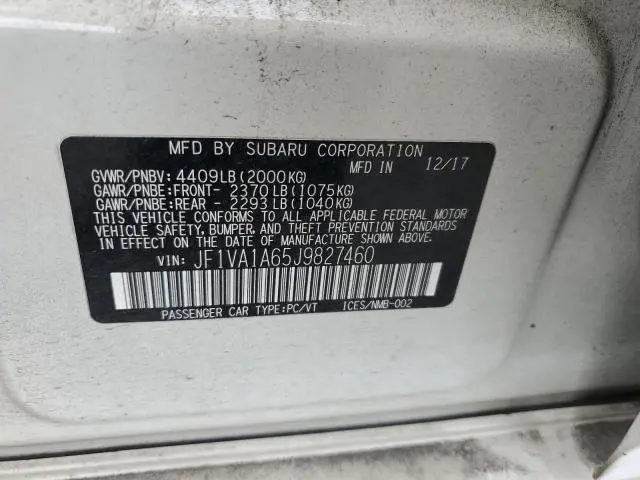 MFD BY SUBARU CORPORATION
MFD IN 12/17
GVWR/PNBV: 4409LB(2000KG)
GAWR/PNBE:FRONT- 2370LB(1075KG)
GAWR/PNBE:REAR - 2293LB(1040KG)
THIS VEHICLE CONFORMS TO ALL APPLICABLE FEDERAL MOTOR
VEHICLE SAFETY, BUMPER, AND THEFT PREVENTION STANDARDS
IN EFFECT ON THE DATE OF MANUFACTURE SHOWN ABOVE.
VIN: JF1VA1A65J9827460
PASSENGER CAR TYPE:PC/VT ICES/NMB-002